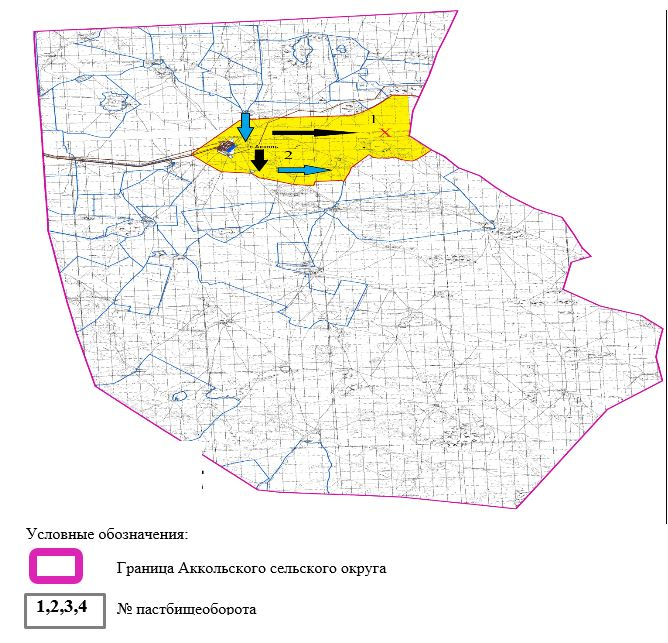 1
2
Условные обозначения:
Граница Аккольского сельского округа
1,2,3,4 № пастбищеоборота